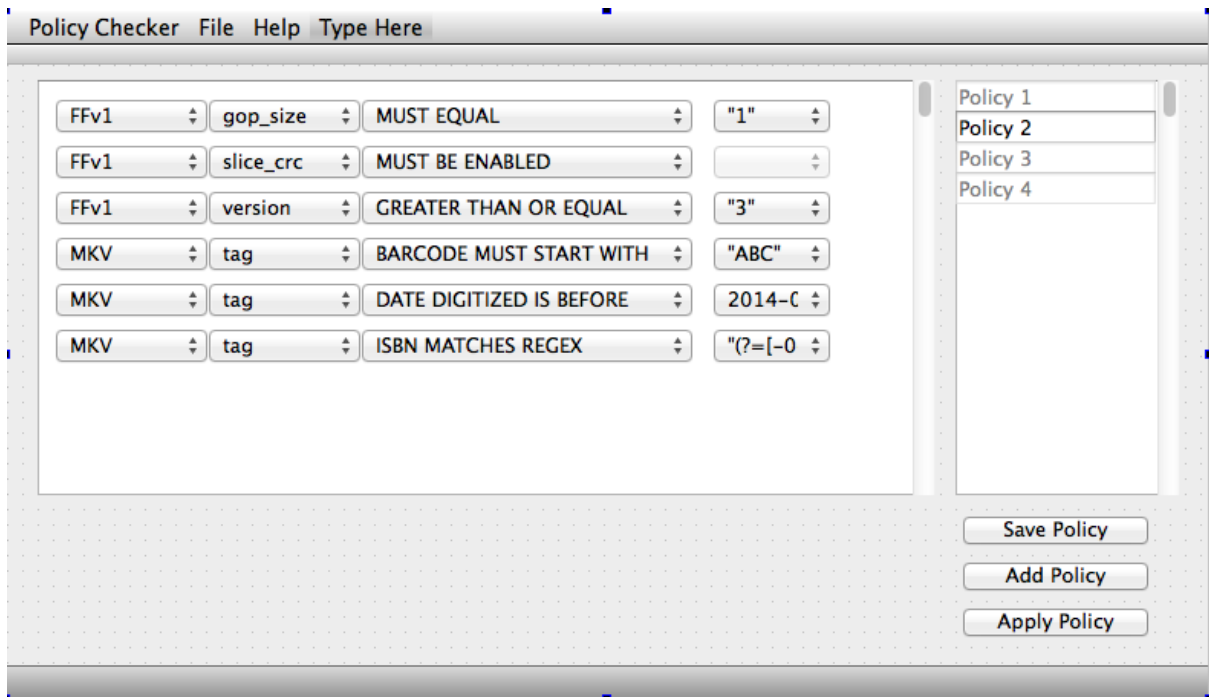 Policy Checker File Help Type Here
FFv1 gop_size MUST EQUAL "1"
FFv1 slice_crc MUST BE ENABLED
FFv1 version GREATER THAN OR EQUAL "3"
MKV tag BARCODE MUST START WITH "ABC"
MKV tag DATE DIGITIZED IS BEFORE 2014-
MKV tag ISBN MATCHES REGEX "(?=[-0
Policy 1
Policy 2
Policy 3
Policy 4
Save Policy
Add Policy
Apply Policy